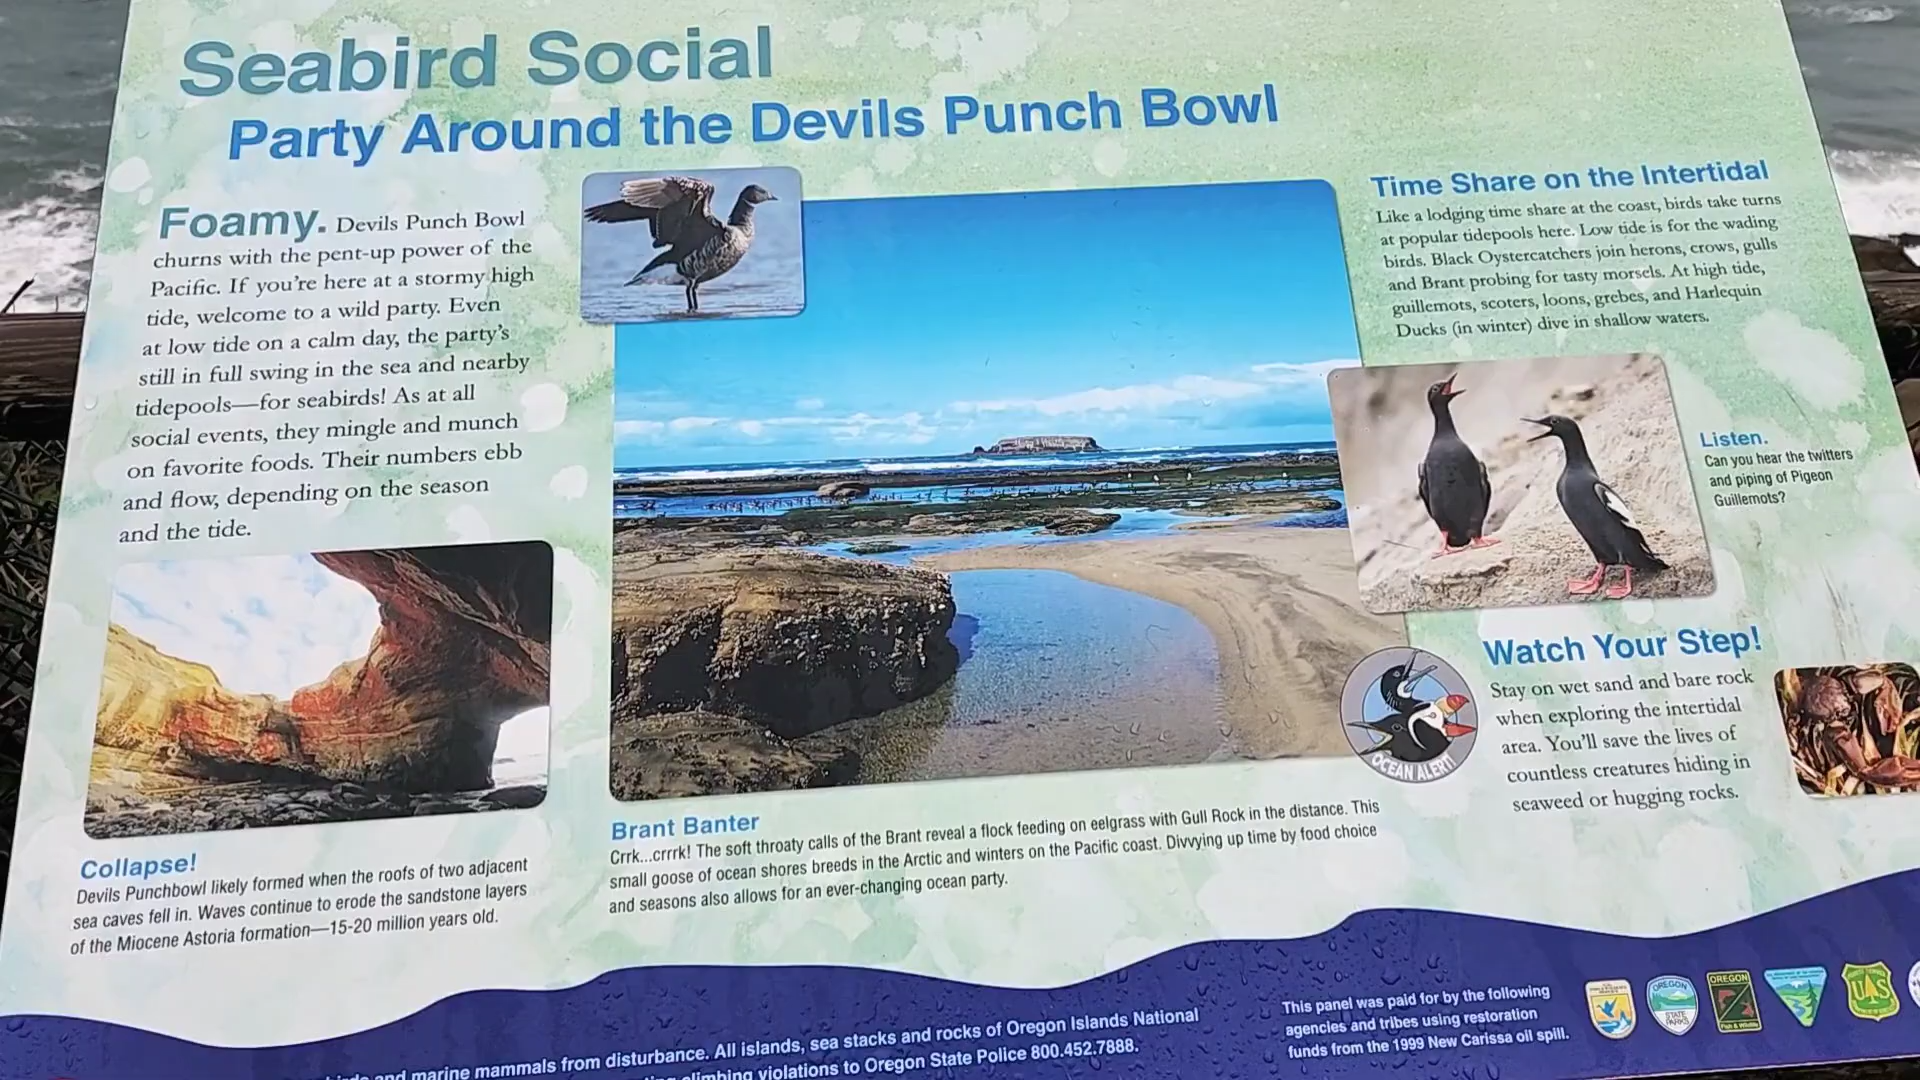 Seabird Social
Party Around the Devils Punch Bowl
Foamy. Devils Punch Bowl
churns with the pent-up power of the
Pacific. If you're here at a stormy high
tide, welcome to a wild party. Even
at low tide on a calm day, the party's
still in full swing in the sea and nearby
tidepools—for seabirds! As at all
social events, they mingle and munch
on favorite foods. Their numbers ebb
and flow, depending on the season
and the tide.
Collapse!
Devils Punchbowl likely formed when the roofs of two adjacent
sea caves fell in. Waves continue to erode the sandstone layers
of the Miocene Astoria formation—15-20 million years old.
Brant Banter
Crrk...crrrk! The soft throaty calls of the Brant reveal a flock feeding on eelgrass with Gull Rock in the distance. This
small goose of ocean shores breeds in the Arctic and winters on the Pacific coast. Divvying up time by food choice
and seasons also allows for an ever-changing ocean party.
Time Share on the Intertidal
Like a lodging time share at the coast, birds take turns
at popular tidepools here. Low tide is for the wading
birds. Black Oystercatchers join herons, crows, gulls
and Brant probing for tasty morsels. At high tide,
guillemots, scoters, loons, grebes, and Harlequin
Ducks (in winter) dive in shallow waters.
Listen.
Can you hear the twitters
and piping of Pigeon
Guillemots?
OCEAN ALERT!
Watch Your Step!
Stay on wet sand and bare rock
when exploring the intertidal
area. You'll save the lives of
countless creatures hiding in
seaweed or hugging rocks.
and marine mammals from disturbance. All islands, sea stacks and rocks of Oregon Islands National
climbing violations to Oregon State Police 800.452.7888.
This panel was paid for by the following
agencies and tribes using restoration
funds from the 1999 New Carissa oil spill.
OREGON
STATE
PARKS
OREGON
Fish & Wildlife
UAS